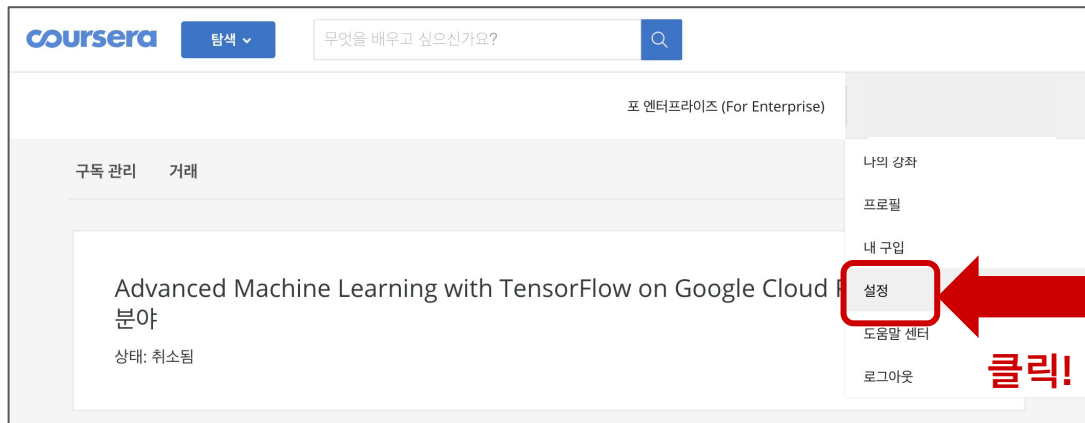 coursera
탐색
무엇을 배우고 싶으신가요?
포 엔터프라이즈 (For Enterprise)
구독 관리 거래
나의 강좌
프로필
내 구입
설정
도움말 센터
로그아웃
클릭!
Advanced Machine Learning with TensorFlow on Google Cloud
분야
상태: 취소됨